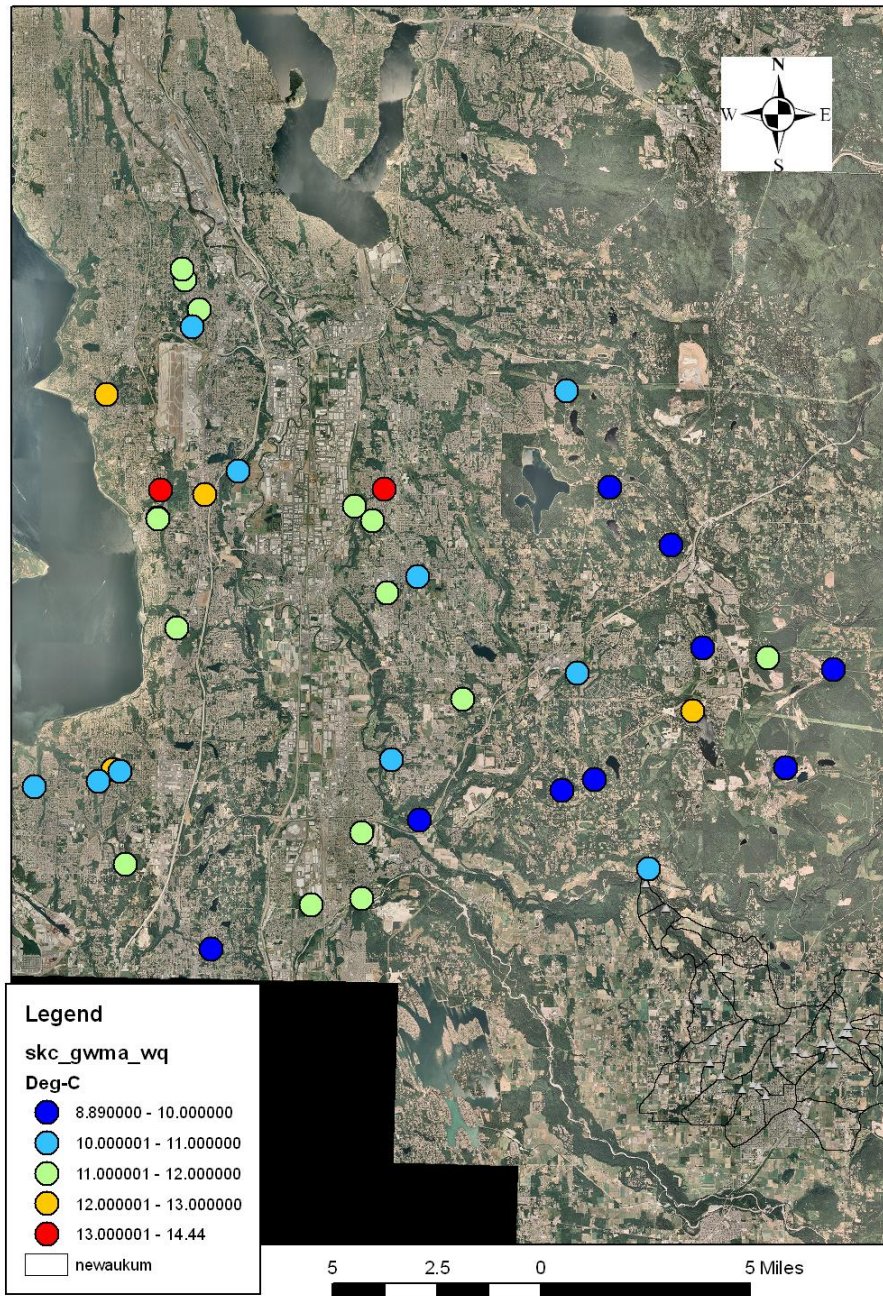 N
W E
S
Legend
skc_gwma_wq
Deg-C
8.890000 - 10.000000
10.000001 - 11.000000
11.000001 - 12.000000
12.000001 - 13.000000
13.000001 - 14.44
newaukum
5 2.5 0 5 Miles